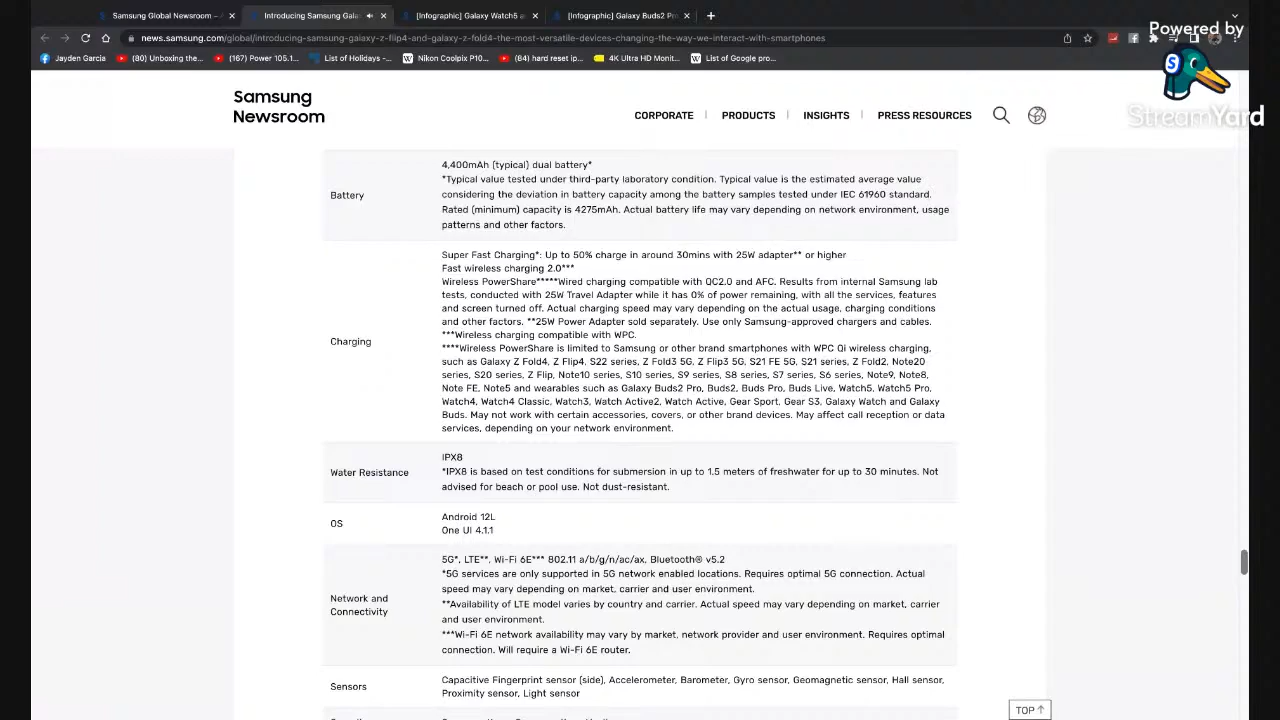 Samsung Global Newsroom –
Introducing Samsung Gala
[Infographic] Galaxy Watch5 a
[Infographic] Galaxy Buds2 Pro
news.samsung.com/global/introducing-samsung-galaxy-z-flip4-and-galaxy-z-fold4-the-most-versatile-devices-changing-the-way-we-interact-with-smartphones
Powered by
Jayden Garcia
(80) Unboxing the...
(167) Power 105.1...
List of Holidays -...
Nikon Coolpix P10...
(84) hard reset ip...
4K Ultra HD Monit...
List of Google pro...
StreamYard
Samsung
Newsroom
CORPORATE
PRODUCTS
INSIGHTS
PRESS RESOURCES
Battery
4,400mAh (typical) dual battery*
*Typical value tested under third-party laboratory condition. Typical value is the estimated average value
considering the deviation in battery capacity among the battery samples tested under IEC 61960 standard.
Rated (minimum) capacity is 4275mAh. Actual battery life may vary depending on network environment, usage
patterns and other factors.
Charging
Super Fast Charging*: Up to 50% charge in around 30mins with 25W adapter** or higher
Fast wireless charging 2.0***
Wireless PowerShare*****Wired charging compatible with QC2.0 and AFC. Results from internal Samsung lab
tests, conducted with 25W Travel Adapter while it has 0% of power remaining, with all the services, features
and screen turned off. Actual charging speed may vary depending on the actual usage, charging conditions
and other factors. **25W Power Adapter sold separately. Use only Samsung-approved chargers and cables.
***Wireless charging compatible with WPC.
****Wireless PowerShare is limited to Samsung or other brand smartphones with WPC Qi wireless charging,
such as Galaxy Z Fold4, Z Flip4, S22 series, Z Fold3 5G, Z Flip3 5G, S21 FE 5G, S21 series, Z Fold2, Note20
series, S20 series, Z Flip, Note10 series, S10 series, S9 series, S8 series, S7 series, S6 series, Note9, Note8,
Note FE, Note5 and wearables such as Galaxy Buds2 Pro, Buds2, Buds Pro, Buds Live, Watch5, Watch5 Pro,
Watch4, Watch4 Classic, Watch3, Watch Active2, Watch Active, Gear Sport, Gear S3, Galaxy Watch and Galaxy
Buds. May not work with certain accessories, covers, or other brand devices. May affect call reception or data
services, depending on your network environment.
Water Resistance
IPX8
*IPX8 is based on test conditions for submersion in up to 1.5 meters of freshwater for up to 30 minutes. Not
advised for beach or pool use. Not dust-resistant.
OS
Android 12L
One UI 4.1.1
Network and
Connectivity
5G*, LTE**, Wi-Fi 6E*** 802.11 a/b/g/n/ac/ax, Bluetooth® v5.2
*5G services are only supported in 5G network enabled locations. Requires optimal 5G connection. Actual
speed may vary depending on market, carrier and user environment.
**Availability of LTE model varies by country and carrier. Actual speed may vary depending on market, carrier
and user environment.
***Wi-Fi 6E network availability may vary by market, network provider and user environment. Requires optimal
connection. Will require a Wi-Fi 6E router.
Sensors
Capacitive Fingerprint sensor (side), Accelerometer, Barometer, Gyro sensor, Geomagnetic sensor, Hall sensor,
Proximity sensor, Light sensor
TOP ↑